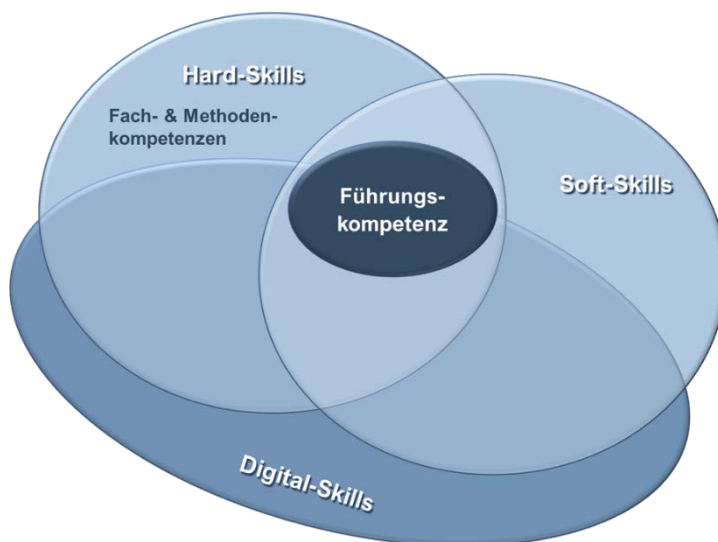 Hard-Skills
Fach- & Methoden-
kompetenzen
Führungs-
kompetenz
Soft-Skills
Digital-Skills